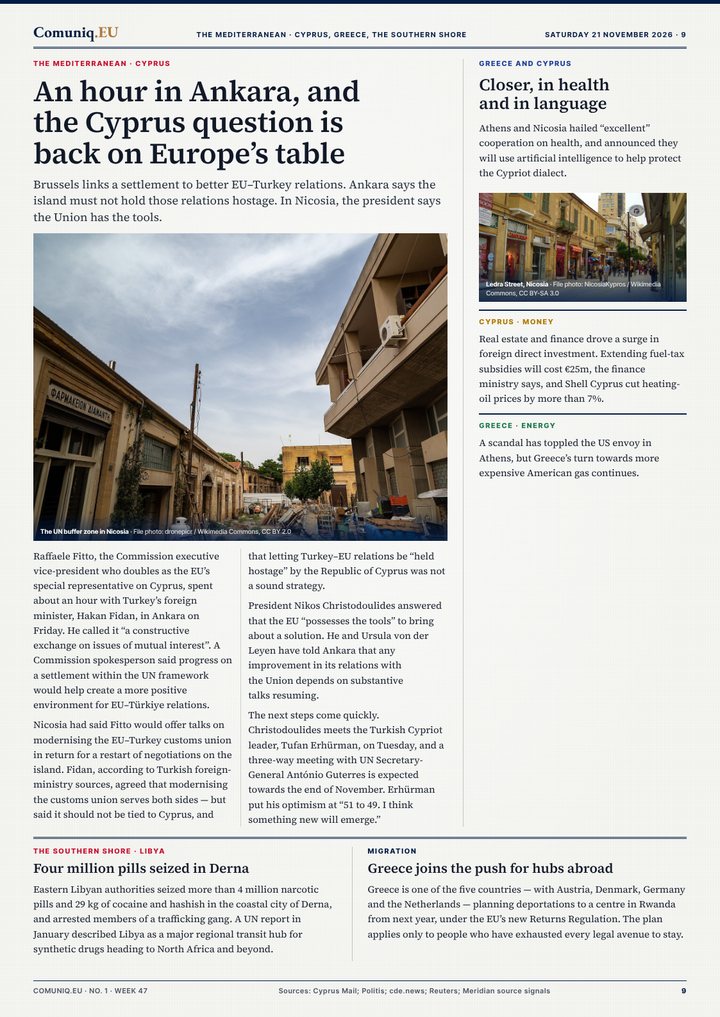 Comuniq.EU
THE MEDITERRANEAN · CYPRUS, GREECE, THE SOUTHERN SHORE
SATURDAY 21 NOVEMBER 2026 · 9
THE MEDITERRANEAN · CYPRUS
An hour in Ankara, and
the Cyprus question is
back on Europe’s table
Brussels links a settlement to better EU–Turkey relations. Ankara says the
island must not hold those relations hostage. In Nicosia, the president says
the Union has the tools.
ΦΑΝΑΡΠΟΙΕΙΟΝ ΔΙΑΜΑΝΤΗ
The UN buffer zone in Nicosia · File photo: dronepicr / Wikimedia Commons, CC BY 2.0
Raffaele Fitto, the Commission executive
vice-president who doubles as the EU’s
special representative on Cyprus, spent
about an hour with Turkey’s foreign
minister, Hakan Fidan, in Ankara on
Friday. He called it “a constructive
exchange on issues of mutual interest”. A
Commission spokesperson said progress on
a settlement within the UN framework
would help create a more positive
environment for EU–Türkiye relations.
Nicosia had said Fitto would offer talks on
modernising the EU–Turkey customs union
in return for a restart of negotiations on the
island. Fidan, according to Turkish foreign-
ministry sources, agreed that modernising
the customs union serves both sides — but
said it should not be tied to Cyprus, and
that letting Turkey–EU relations be “held
hostage” by the Republic of Cyprus was not
a sound strategy.
President Nikos Christodoulides answered
that the EU “possesses the tools” to bring
about a solution. He and Ursula von der
Leyen have told Ankara that any
improvement in its relations with
the Union depends on substantive
talks resuming.
The next steps come quickly.
Christodoulides meets the Turkish Cypriot
leader, Tufan Erhürman, on Tuesday, and a
three-way meeting with UN Secretary-
General António Guterres is expected
towards the end of November. Erhürman
put his optimism at “51 to 49. I think
something new will emerge.”
GREECE AND CYPRUS
Closer, in health
and in language
Athens and Nicosia hailed “excellent”
cooperation on health, and announced they
will use artificial intelligence to help protect
the Cypriot dialect.
Ledra Street, Nicosia · File photo: NicosiaKypros / Wikimedia
Commons, CC BY-SA 3.0
CYPRUS · MONEY
Real estate and finance drove a surge in
foreign direct investment. Extending fuel-tax
subsidies will cost €25m, the finance
ministry says, and Shell Cyprus cut heating-
oil prices by more than 7%.
GREECE · ENERGY
A scandal has toppled the US envoy in
Athens, but Greece’s turn towards more
expensive American gas continues.
THE SOUTHERN SHORE · LIBYA
Four million pills seized in Derna
Eastern Libyan authorities seized more than 4 million narcotic
pills and 29 kg of cocaine and hashish in the coastal city of Derna,
and arrested members of a trafficking gang. A UN report in
January described Libya as a major regional transit hub for
synthetic drugs heading to North Africa and beyond.
MIGRATION
Greece joins the push for hubs abroad
Greece is one of the five countries — with Austria, Denmark, Germany
and the Netherlands — planning deportations to a centre in Rwanda
from next year, under the EU’s new Returns Regulation. The plan
applies only to people who have exhausted every legal avenue to stay.
COMUNIQ.EU · NO. 1 · WEEK 47
Sources: Cyprus Mail; Politis; cde.news; Reuters; Meridian source signals
9